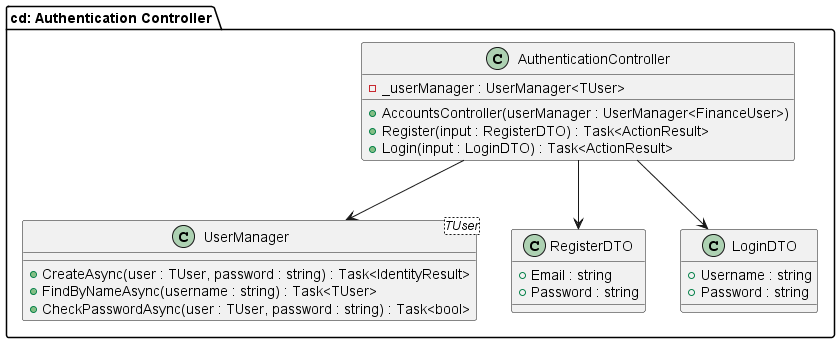 cd: Authentication Controller
C AuthenticationController
_userManager : UserManager<TUser>
AccountsController(userManager : UserManager<FinanceUser>)
Register(input : RegisterDTO) : Task<ActionResult>
Login(input : LoginDTO) : Task<ActionResult>
C UserManager
TUser
CreateAsync(user : TUser, password : string) : Task<IdentityResult>
FindByNameAsync(username : string) : Task<TUser>
CheckPasswordAsync(user : TUser, password : string) : Task<bool>
C RegisterDTO
Email : string
Password : string
C LoginDTO
Username : string
Password : string